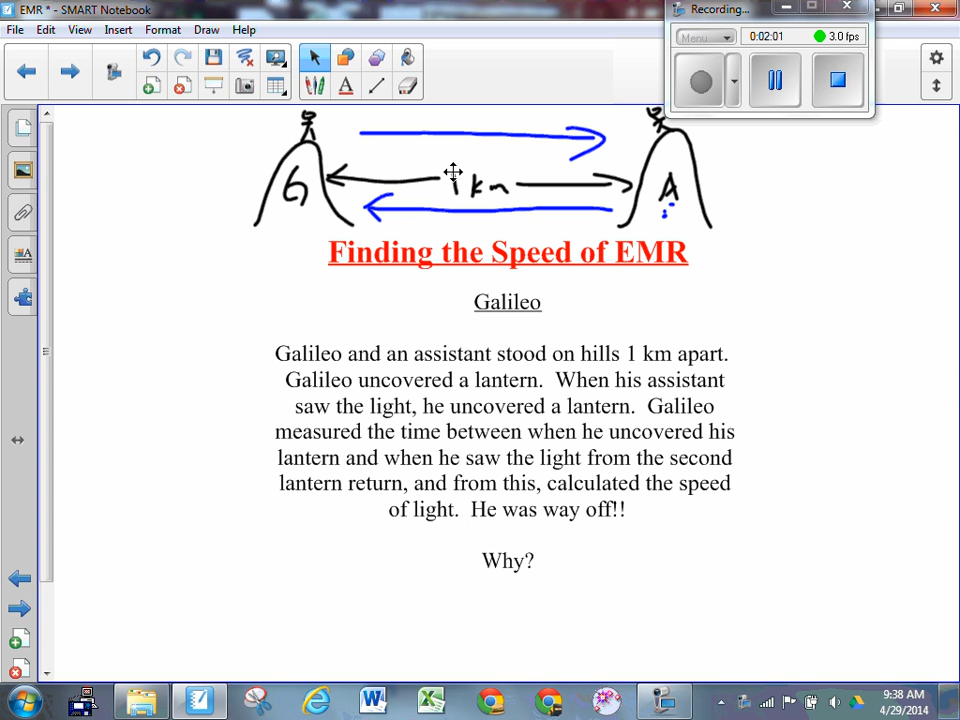 EMR * - SMART Notebook
Recording...
File Edit View Insert Format Draw Help
Menu
0:02:01
3.0 fps
G
1 km
A
Finding the Speed of EMR
Galileo
Galileo and an assistant stood on hills 1 km apart.
Galileo uncovered a lantern. When his assistant
saw the light, he uncovered a lantern. Galileo
measured the time between when he uncovered his
lantern and when he saw the light from the second
lantern return, and from this, calculated the speed
of light. He was way off!!
Why?
9:38 AM
4/29/2014